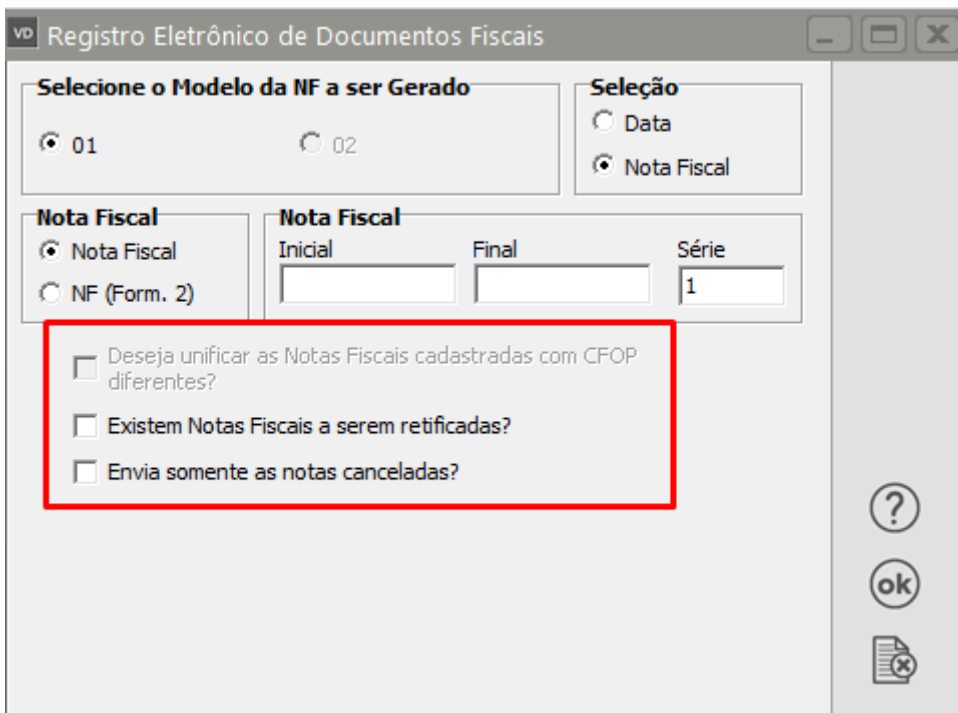 VD Registro Eletrônico de Documentos Fiscais
Selecione o Modelo da NF a ser Gerado
01
02
Seleção
Data
Nota Fiscal
Nota Fiscal
Nota Fiscal
NF (Form. 2)
Nota Fiscal
Inicial
Final
Série
1
Deseja unificar as Notas Fiscais cadastradas com CFOP
diferentes?
Existem Notas Fiscais a serem retificadas?
Envia somente as notas canceladas?
?
ok